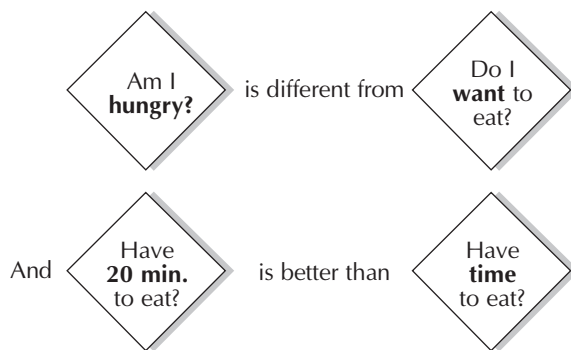 Am I
hungry?
is different from
Do I
want to
eat?
And
Have
20 min.
to eat?
is better than
Have
time
to eat?